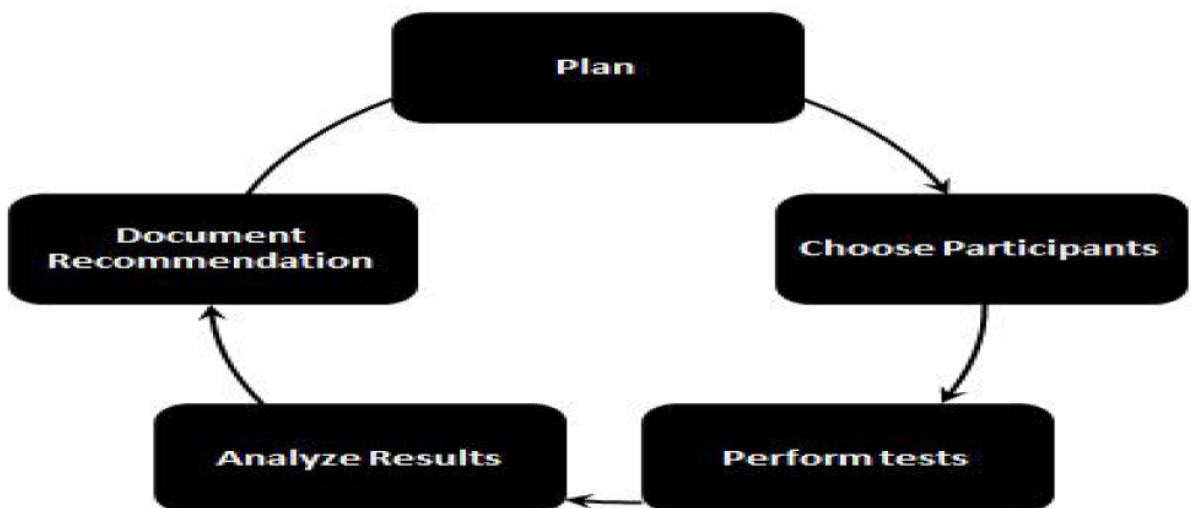 Plan
Choose Participants
Perform tests
Analyze Results
Document
Recommendation